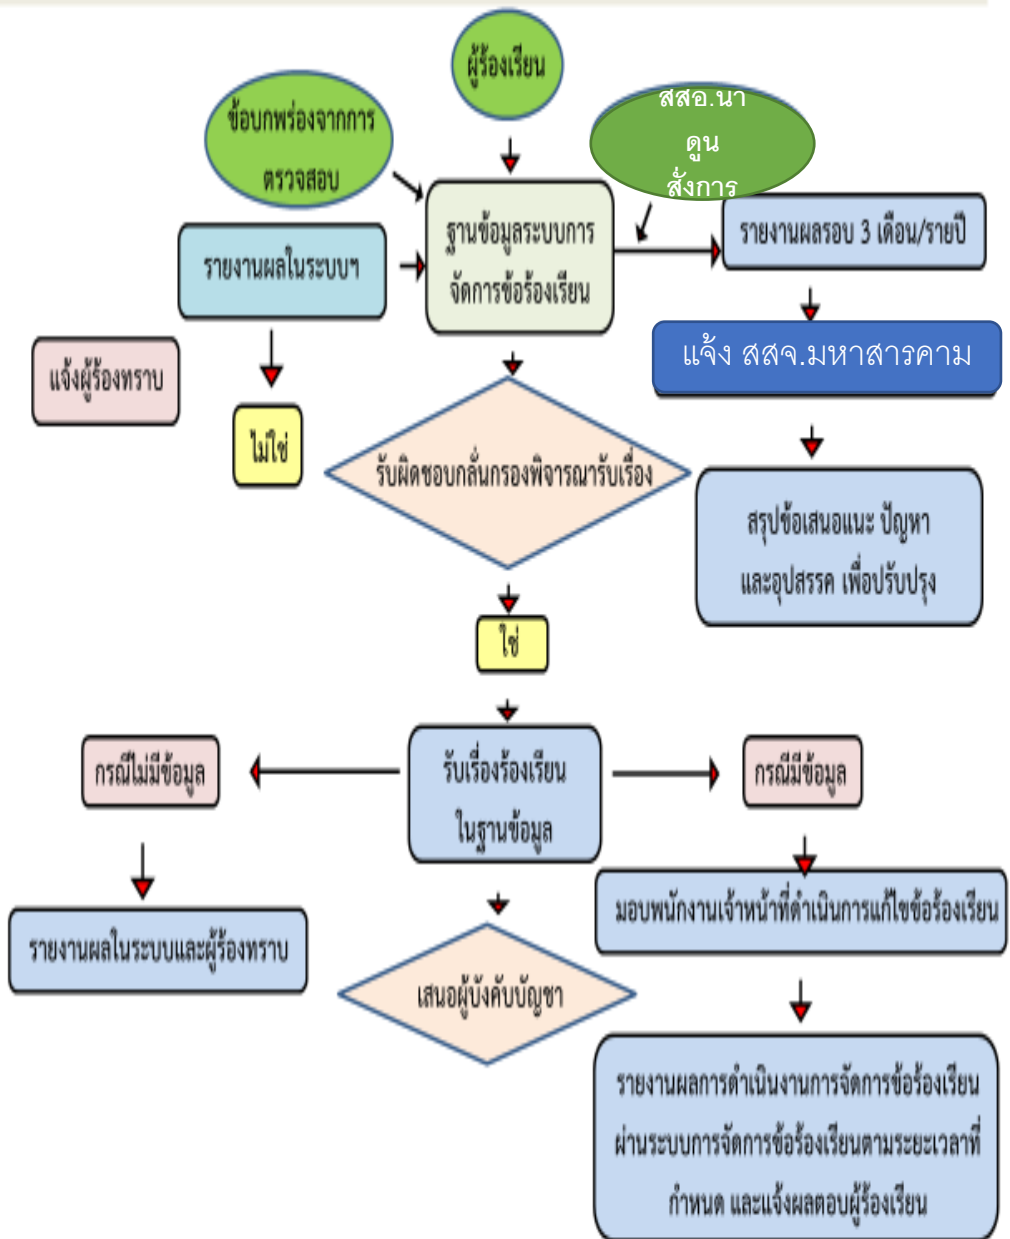 ผู้ร้องเรียน
ข้อบกพร่องจากการ
ตรวจสอบ
สสอ.นา
ดูน
สั่งการ
ฐานข้อมูลระบบการ
จัดการข้อร้องเรียน
รายงานผลรอบ 3 เดือน/รายปี
รายงานผลในระบบฯ
แจ้ง สสจ.มหาสารคาม
แจ้งผู้ร้องทราบ
ไม่ใช่
รับผิดชอบกลั่นกรองพิจารณารับเรื่อง
สรุปข้อเสนอแนะ ปัญหา
และอุปสรรค เพื่อปรับปรุง
ใช่
กรณีไม่มีข้อมูล
รับเรื่องร้องเรียน
ในฐานข้อมูล
กรณีมีข้อมูล
มอบพนักงานเจ้าหน้าที่ดำเนินการแก้ไขข้อร้องเรียน
รายงานผลในระบบและผู้ร้องทราบ
เสนอผู้บังคับบัญชา
รายงานผลการดำเนินงานการจัดการข้อร้องเรียน
ผ่านระบบการจัดการข้อร้องเรียนตามระยะเวลาที่
กำหนด และแจ้งผลตอบผู้ร้องเรียน